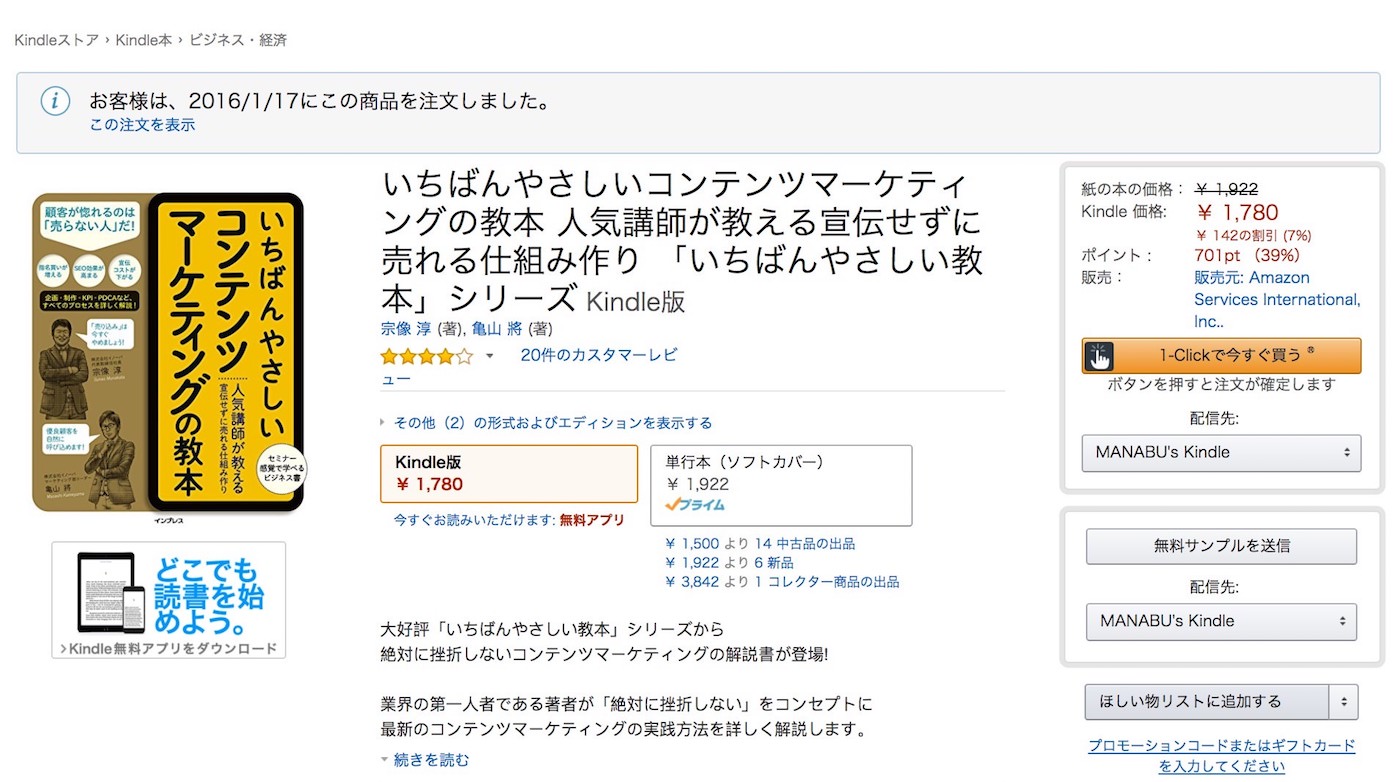 Kindleストア › Kindle本 › ビジネス・経済
お客様は、2016/1/17にこの商品を注文しました。
この注文を表示
顧客が惚れるのは
「売らない人」だ!
指名買いが
増える
SEO効果が
高まる
宣伝
コストが
下がる
企画・制作・KPI・PDCAなど、
すべてのプロセスを詳しく解説!
「売り込み」は
今すぐ
やめましょう!
株式会社イノーバ
代表取締役社長
宗像 淳
優良顧客を
自然に
呼び込めます!
株式会社イノーバ
亀山 將
いちばんやさしい
コンテンツ
マーケティングの教本
人気講師が教える
宣伝せずに売れる仕組み作り
セミナー
感覚で学べる
ビジネス書
インプレス
どこでも
読書を始
めよう。
›Kindle無料アプリをダウンロード
いちばんやさしいコンテンツマーケティ
ングの教本 人気講師が教える宣伝せずに
売れる仕組み作り 「いちばんやさしい教
本」シリーズ Kindle版
宗像 淳 (著), 亀山 將 (著)
20件のカスタマーレビ
ュー
その他（2）の形式およびエディションを表示する
Kindle版
￥ 1,780
今すぐお読みいただけます: 無料アプリ
単行本（ソフトカバー）
￥ 1,922
プライム
￥ 1,500 より 14 中古品の出品
￥ 1,922 より 6 新品
￥ 3,842 より 1 コレクター商品の出品
大好評「いちばんやさしい教本」シリーズから
絶対に挫折しないコンテンツマーケティングの解説書が登場!
業界の第一人者である著者が「絶対に挫折しない」をコンセプトに
最新のコンテンツマーケティングの実践方法を詳しく解説します。
続きを読む
紙の本の価格： ￥ 1,922
Kindle 価格: ￥ 1,780
￥ 142の割引 (7%)
ポイント： 701pt （39%）
販売： 販売元: Amazon
Services International,
Inc..
1-Clickで今すぐ買う ®
ボタンを押すと注文が確定します
配信先:
MANABU's Kindle
無料サンプルを送信
配信先:
MANABU's Kindle
ほしい物リストに追加する
プロモーションコードまたはギフトカード
を入力してください